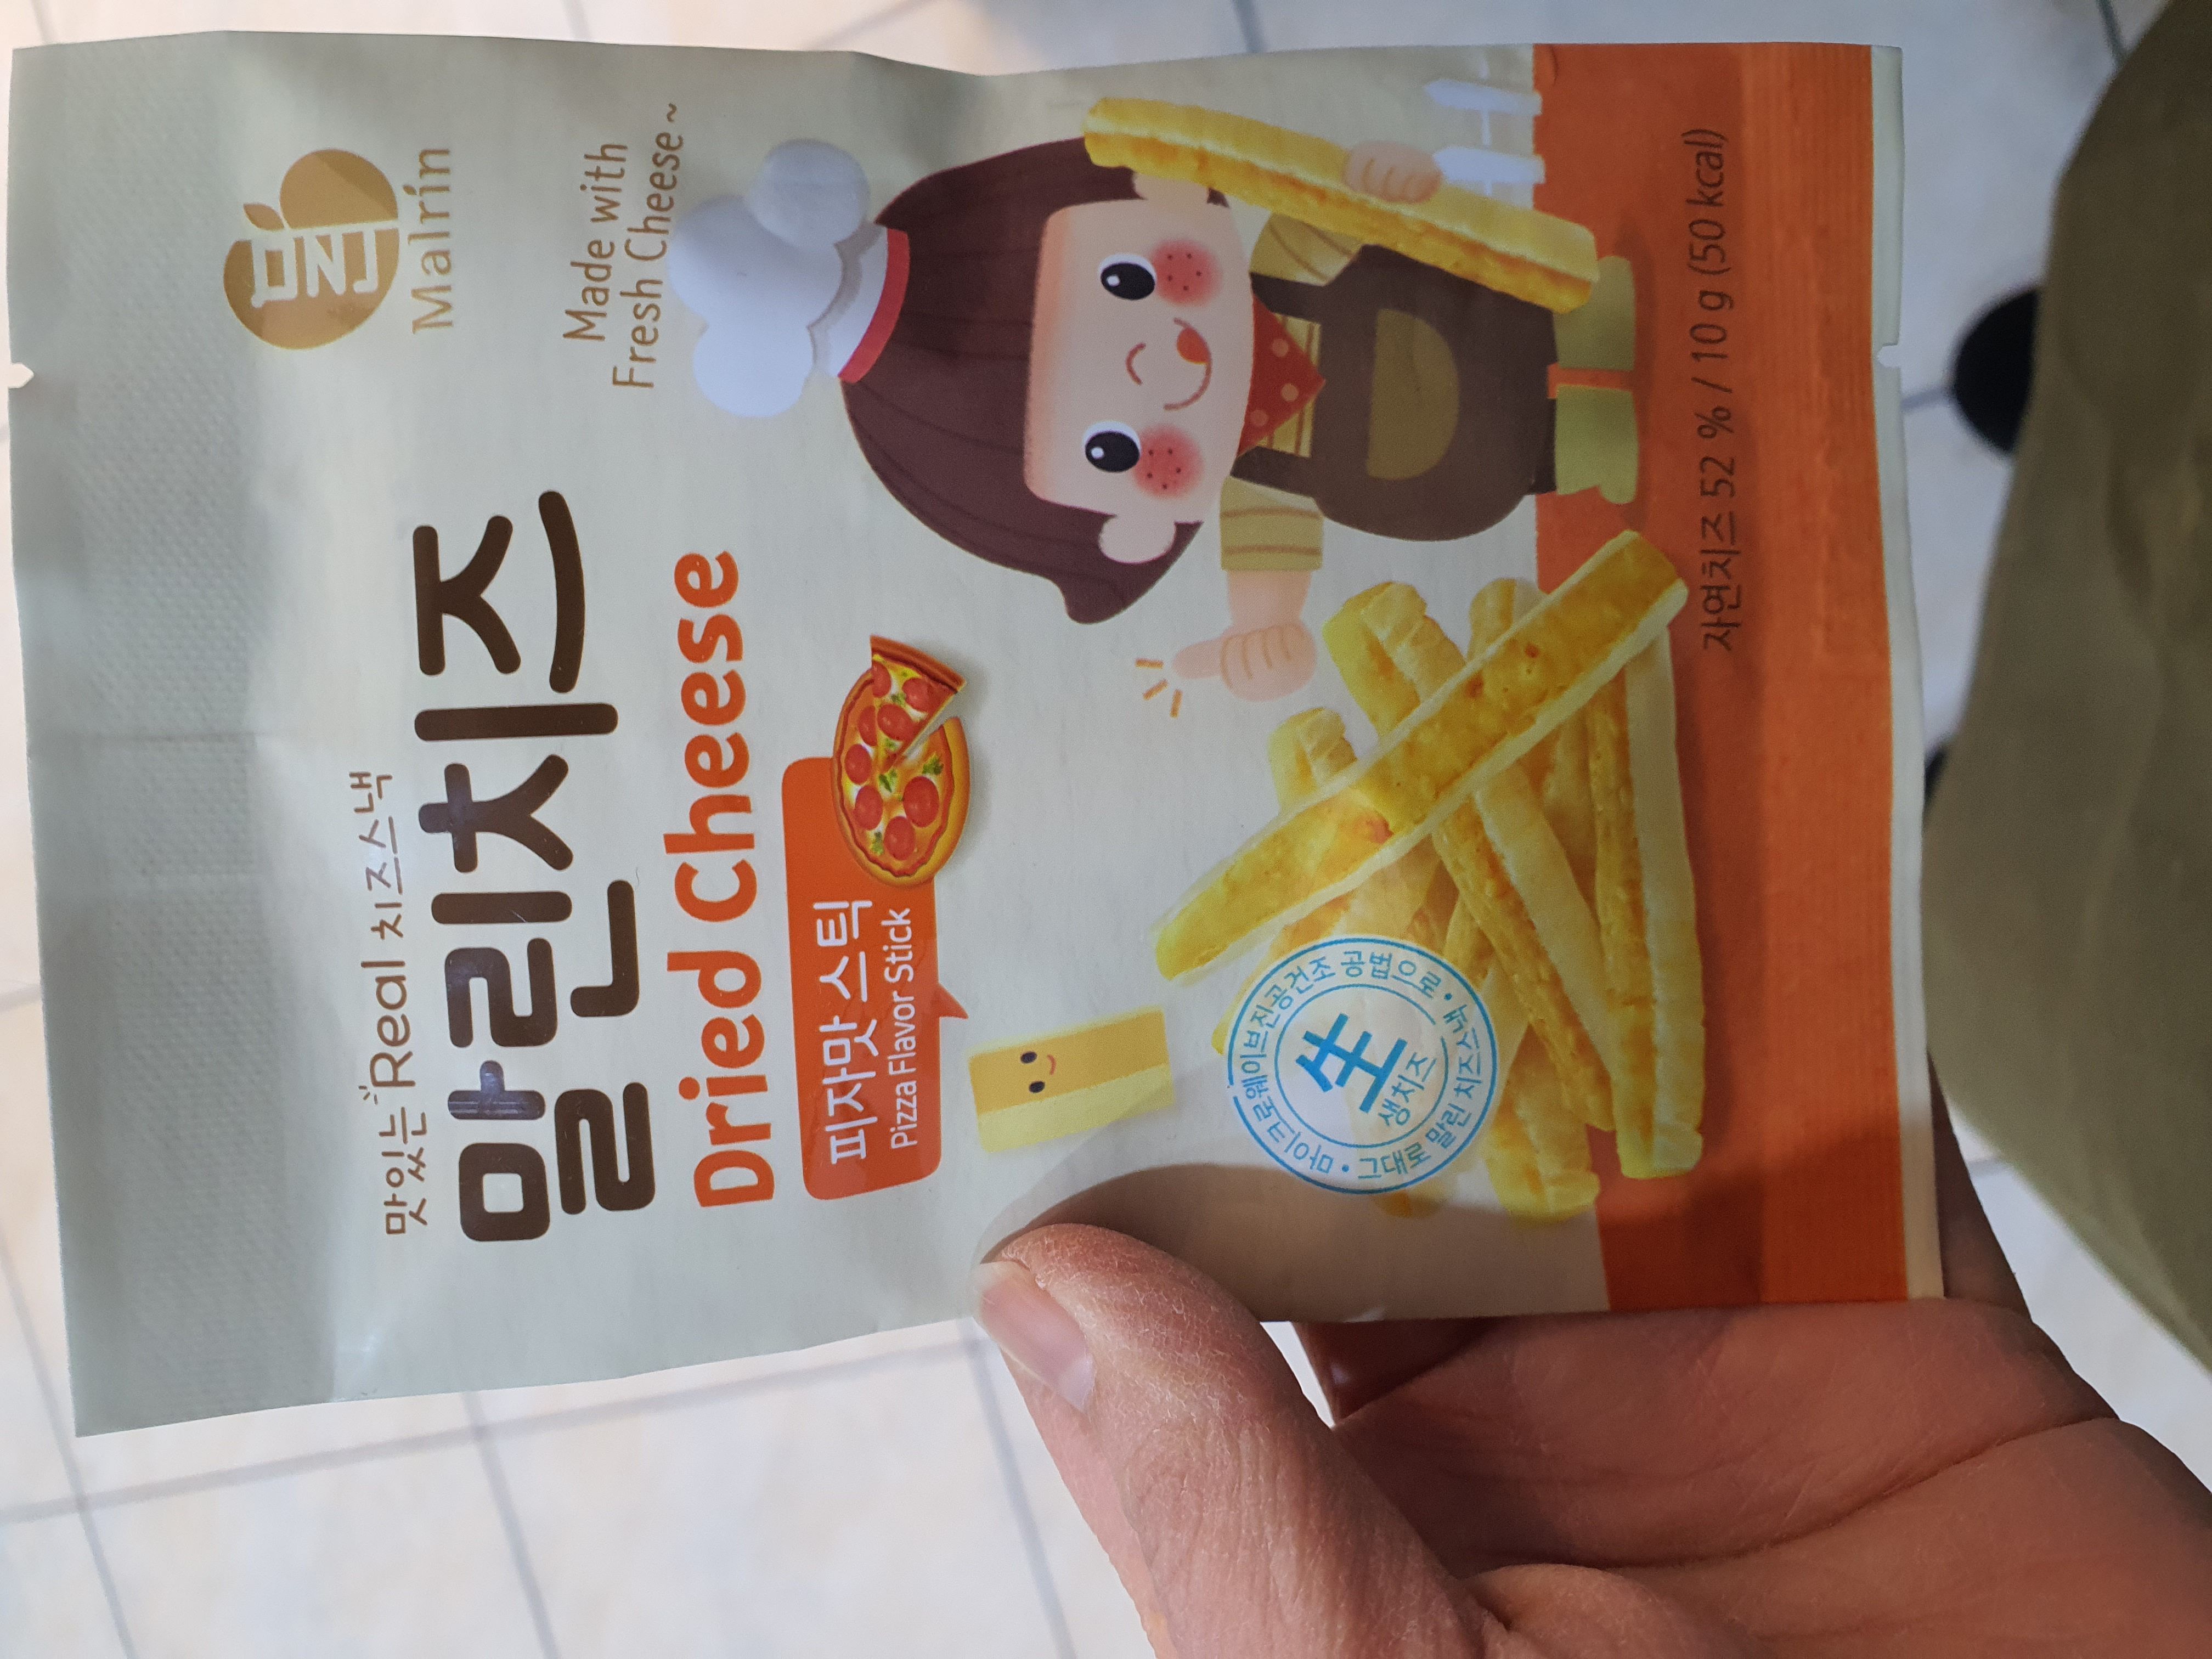 말린
Malrin
Made with
Fresh Cheese~
맛있는 Real 치즈스낵
말린치즈
Dried Cheese
피자맛 스틱
Pizza Flavor Stick
마이크로웨이브진공건조 공법으로 • 그대로 말린 치즈스낵 •
生
생치즈
자연치즈 52 % / 10 g (50 kcal)